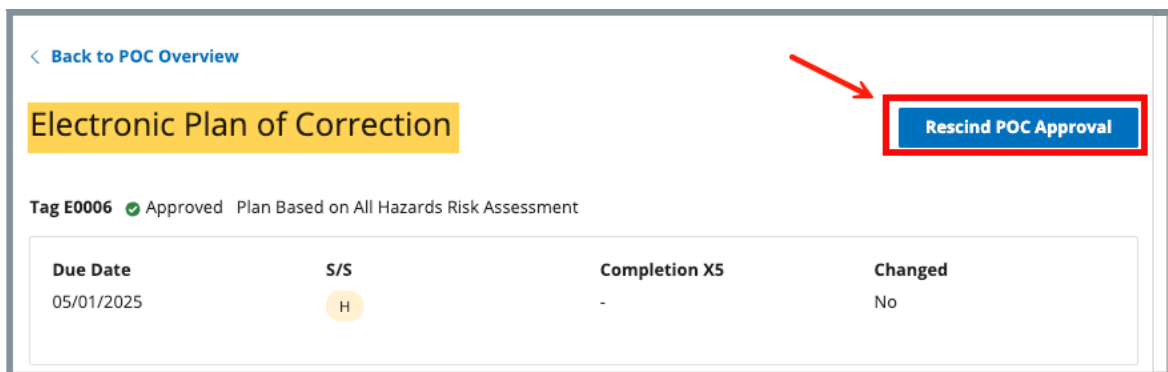 Back to POC Overview
Electronic Plan of Correction
Rescind POC Approval
Tag E0006 Approved Plan Based on All Hazards Risk Assessment
Due Date S/S Completion X5 Changed
05/01/2025 H - No